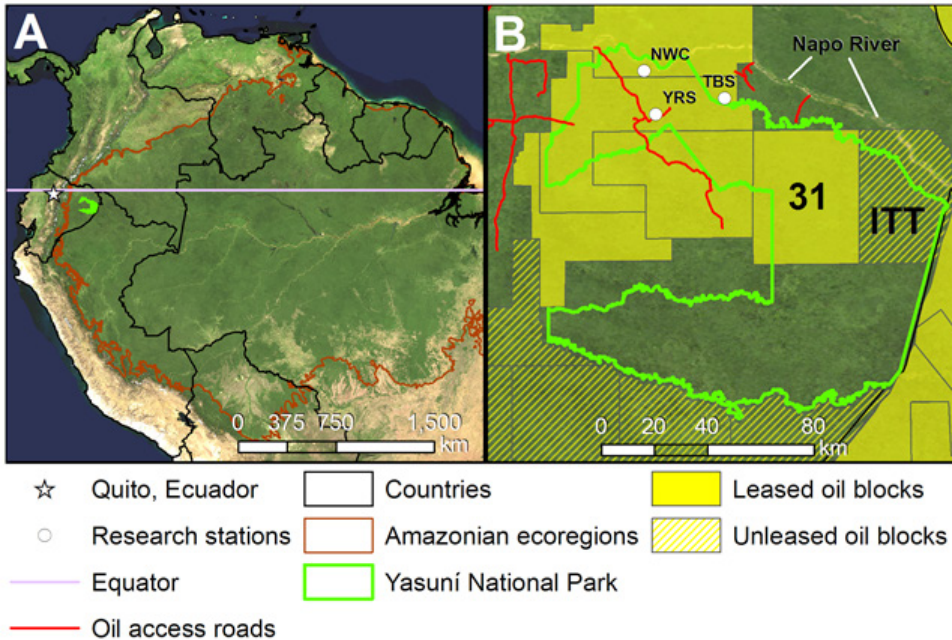 A
B
NWC
Napo River
TBS
YRS
31
ITT
0 375 750 1,500
km
0 20 40 80
km
Quito, Ecuador
Countries
Leased oil blocks
Research stations
Amazonian ecoregions
Unleased oil blocks
Equator
Yasuní National Park
Oil access roads